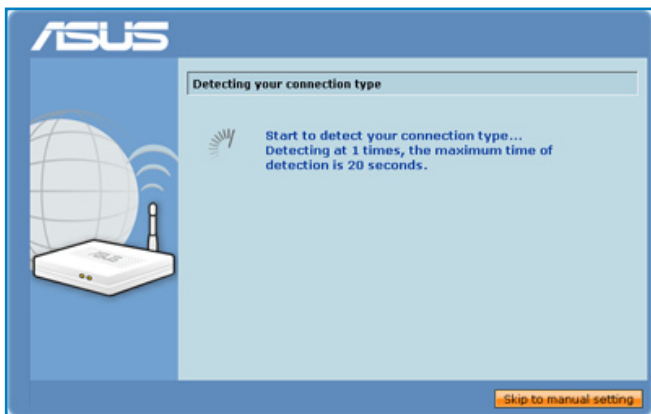 ASUS
Detecting your connection type
Start to detect your connection type...
Detecting at 1 times, the maximum time of
detection is 20 seconds.
ASUS
Skip to manual setting